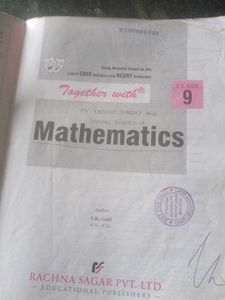 Study Material based on the
Latest CBSE Syllabus and NCERT Textbooks
CLASS
9
Together with®
Mathematics
Author
S.K. Goel
RACHNA SAGAR PVT. LTD.
EDUCATIONAL PUBLISHERS